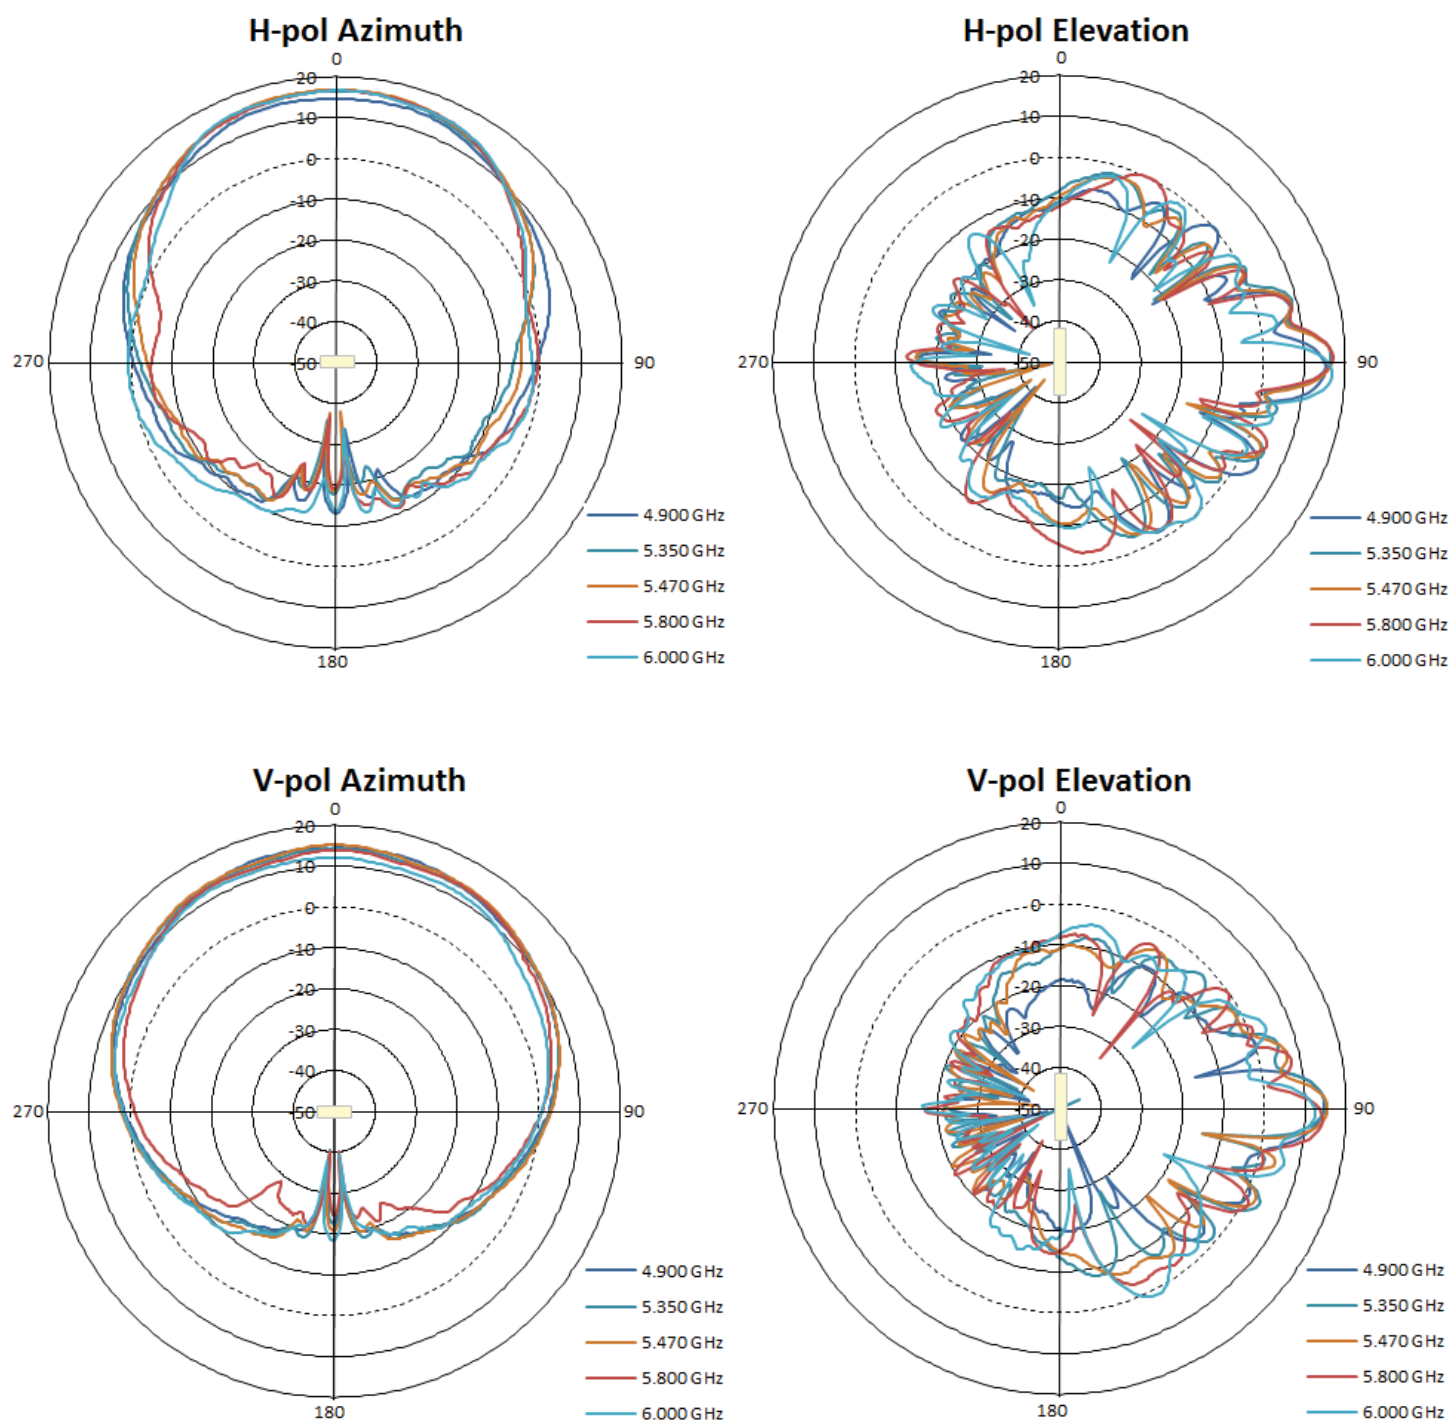 H-pol Azimuth
0
20
10
0
-10
-20
-30
-40
-50
270
90
180
4.900 GHz
5.350 GHz
5.470 GHz
5.800 GHz
6.000 GHz
H-pol Elevation
0
20
10
0
-10
-20
-30
-40
-50
270
90
180
4.900 GHz
5.350 GHz
5.470 GHz
5.800 GHz
6.000 GHz
V-pol Azimuth
0
20
10
0
-10
-20
-30
-40
-50
270
90
180
4.900 GHz
5.350 GHz
5.470 GHz
5.800 GHz
6.000 GHz
V-pol Elevation
0
20
10
0
-10
-20
-30
-40
-50
270
90
180
4.900 GHz
5.350 GHz
5.470 GHz
5.800 GHz
6.000 GHz